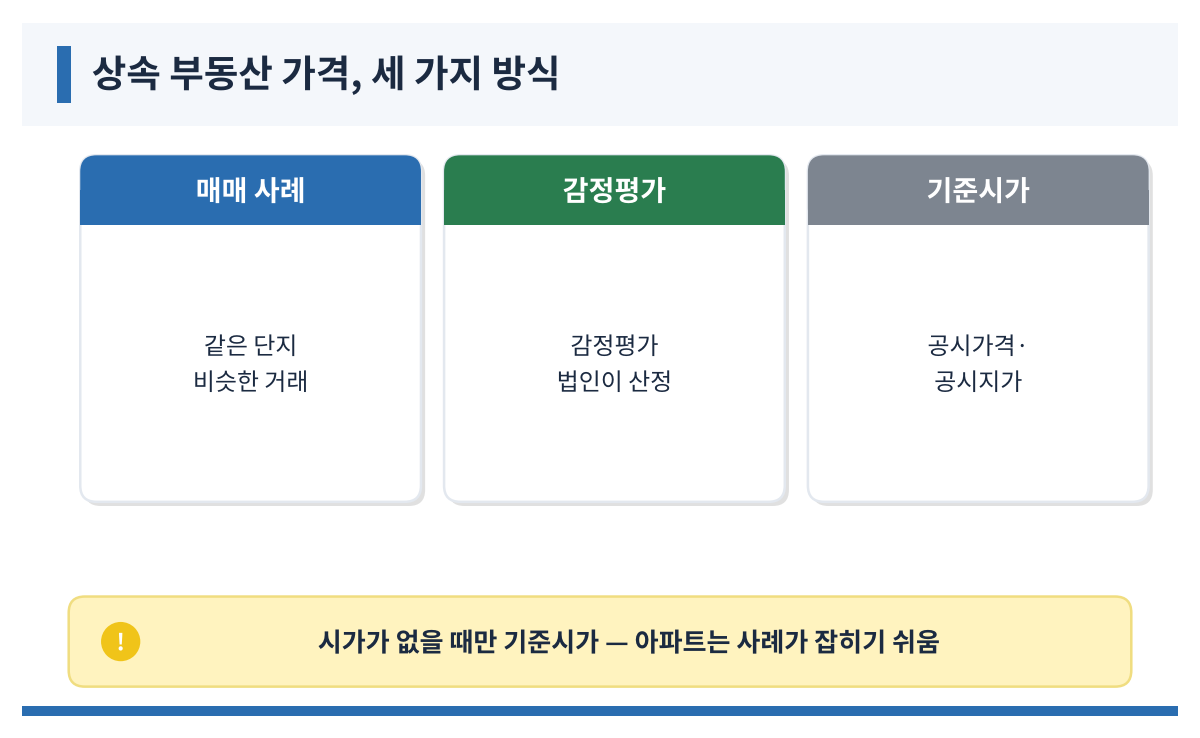 상속 부동산 가격, 세 가지 방식
매매 사례
같은 단지
비슷한 거래
감정평가
감정평가
법인이 산정
기준시가
공시가격·
공시지가
!
시가가 없을 때만 기준시가 — 아파트는 사례가 잡히기 쉬움